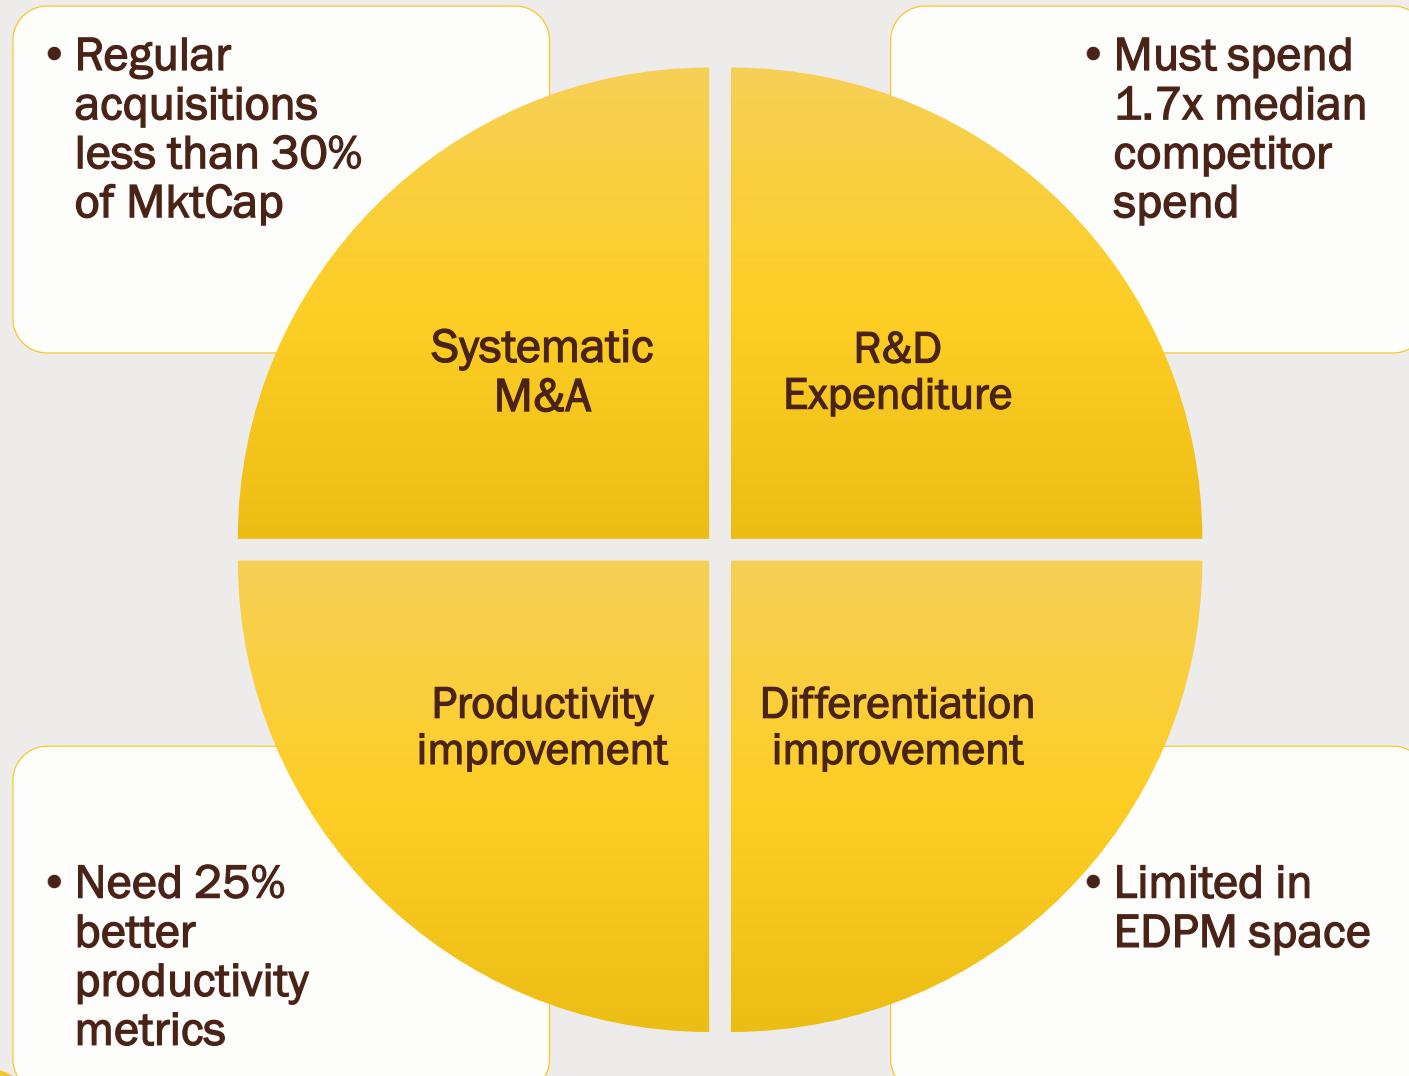 • Regular
acquisitions
less than 30%
of MktCap
• Must spend
1.7x median
competitor
spend
Systematic
M&A
R&D
Expenditure
Productivity
improvement
Differentiation
improvement
• Need 25%
better
productivity
metrics
• Limited in
EDPM space